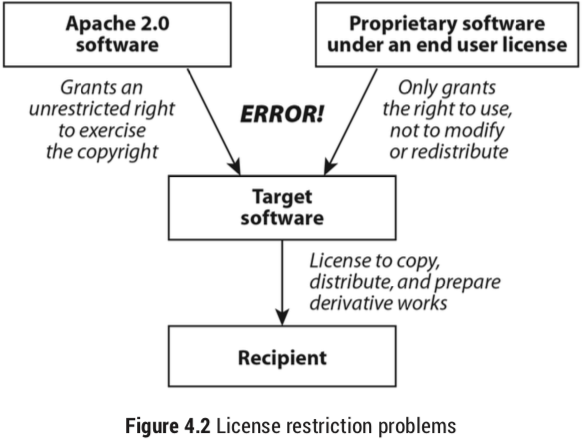 Apache 2.0
software
Proprietary software
under an end user license
Grants an
unrestricted right
to exercise
the copyright
ERROR!
Only grants
the right to use,
not to modify
or redistribute
Target
software
License to copy,
distribute, and prepare
derivative works
Recipient
Figure 4.2 License restriction problems